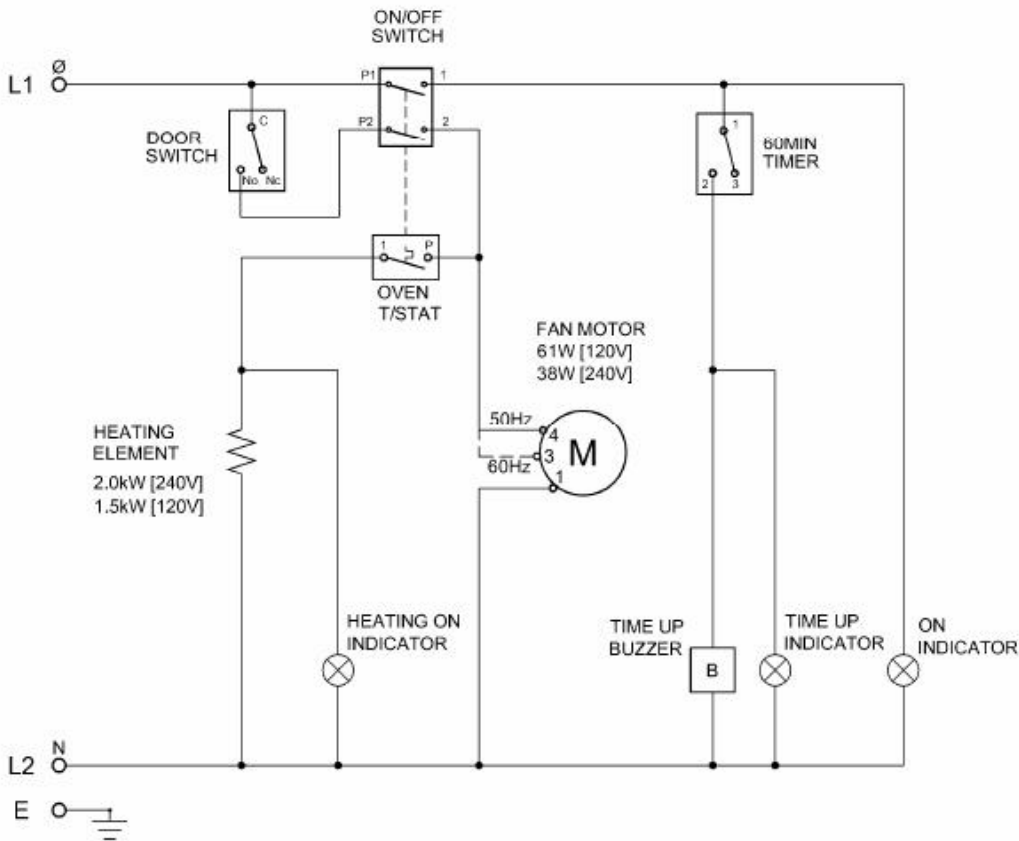 ON/OFF
SWITCH
L1
Ø
P1
1
P2
2
DOOR
SWITCH
C
No Nc
1
2 3
60MIN
TIMER
1 P
OVEN
T/STAT
FAN MOTOR
61W [120V]
38W [240V]
50Hz
60Hz
4
3
1
M
HEATING
ELEMENT
2.0kW [240V]
1.5kW [120V]
HEATING ON
INDICATOR
TIME UP
BUZZER
B
TIME UP
INDICATOR
ON
INDICATOR
L2
N
E